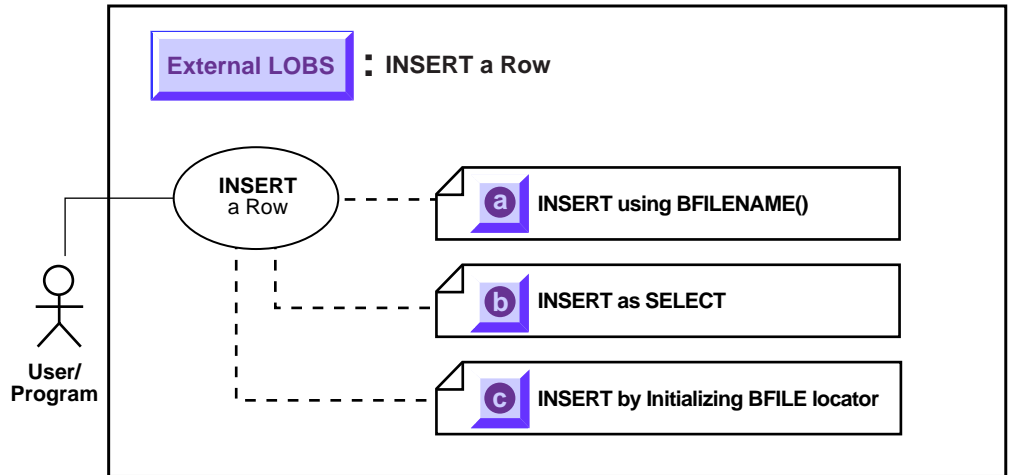 External LOBS : INSERT a Row
INSERT
a Row
a INSERT using BFILENAME()
b INSERT as SELECT
c INSERT by Initializing BFILE locator
User/
Program